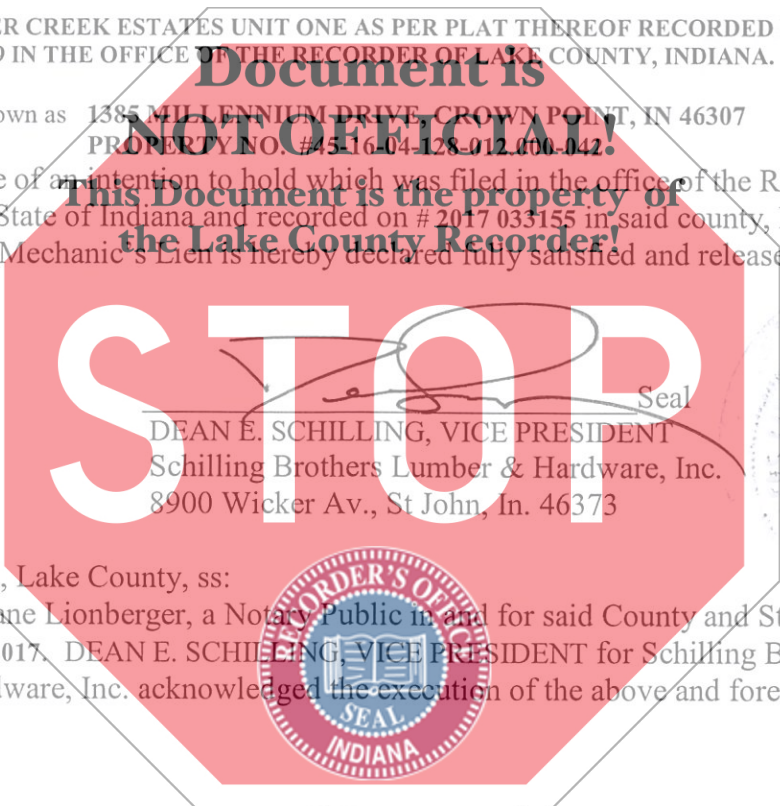 ER CREEK ESTATES UNIT ONE AS PER PLAT THEREOF RECORDED
D IN THE OFFICE OF THE RECORDER OF LAKE COUNTY, INDIANA.
Document is
own as 1385 MILLENNIUM DRIVE, CROWN POINT, IN 46307
NOT OFFICIAL!
PROPERTY NO. #45-16-04-128-012.000-042
e of an intention to hold which was filed in the office of the R
This Document is the property of
State of Indiana and recorded on # 2017 033155 in said county,
the Lake County Recorder!
Mechanic's Lien is hereby declared fully satisfied and release
STOP
Seal
DEAN E. SCHILLING, VICE PRESIDENT
Schilling Brothers Lumber & Hardware, Inc.
8900 Wicker Av., St John, In. 46373
, Lake County, ss:
ane Lionberger, a Notary Public in and for said County and St
017. DEAN E. SCHILLING, VICE PRESIDENT for Schilling B
dware, Inc. acknowledged the execution of the above and fore
RECORDER'S OFFICE
SEAL
INDIANA